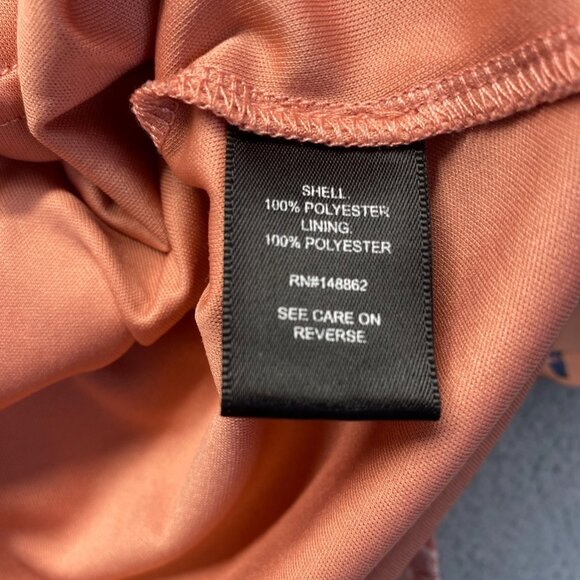 SHELL.
100% POLYESTER
LINING.
100% POLYESTER
RN#148862
SEE CARE ON
REVERSE